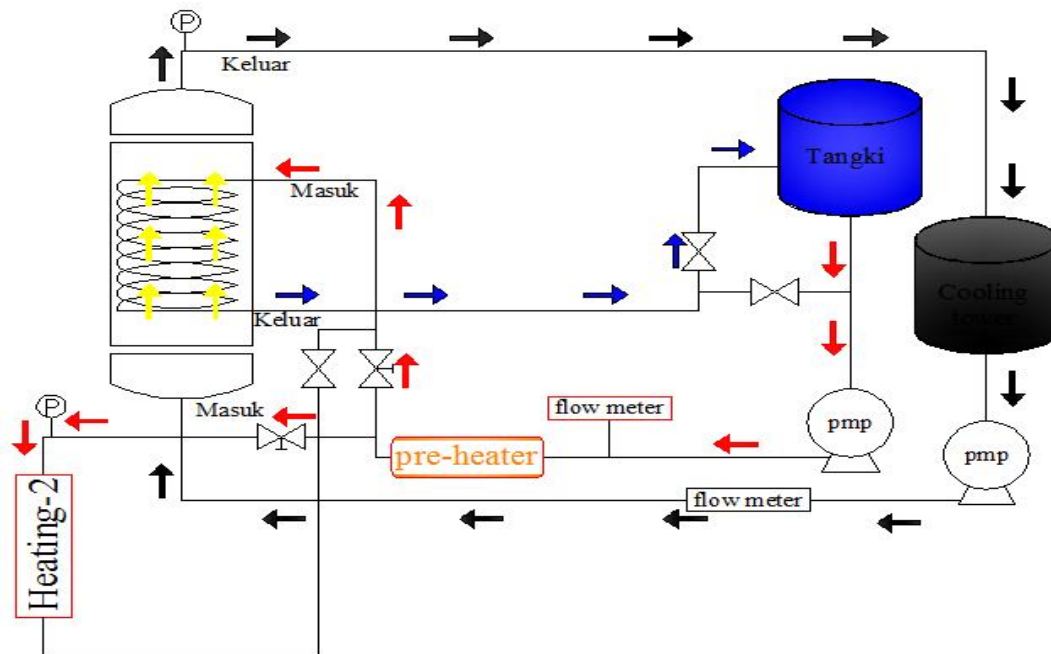 P
Keluar
Tangki
Masuk
Cooling
tower
Keluar
P
Masuk
flow meter
pmp
pre-heater
pmp
flow meter
Heating-2